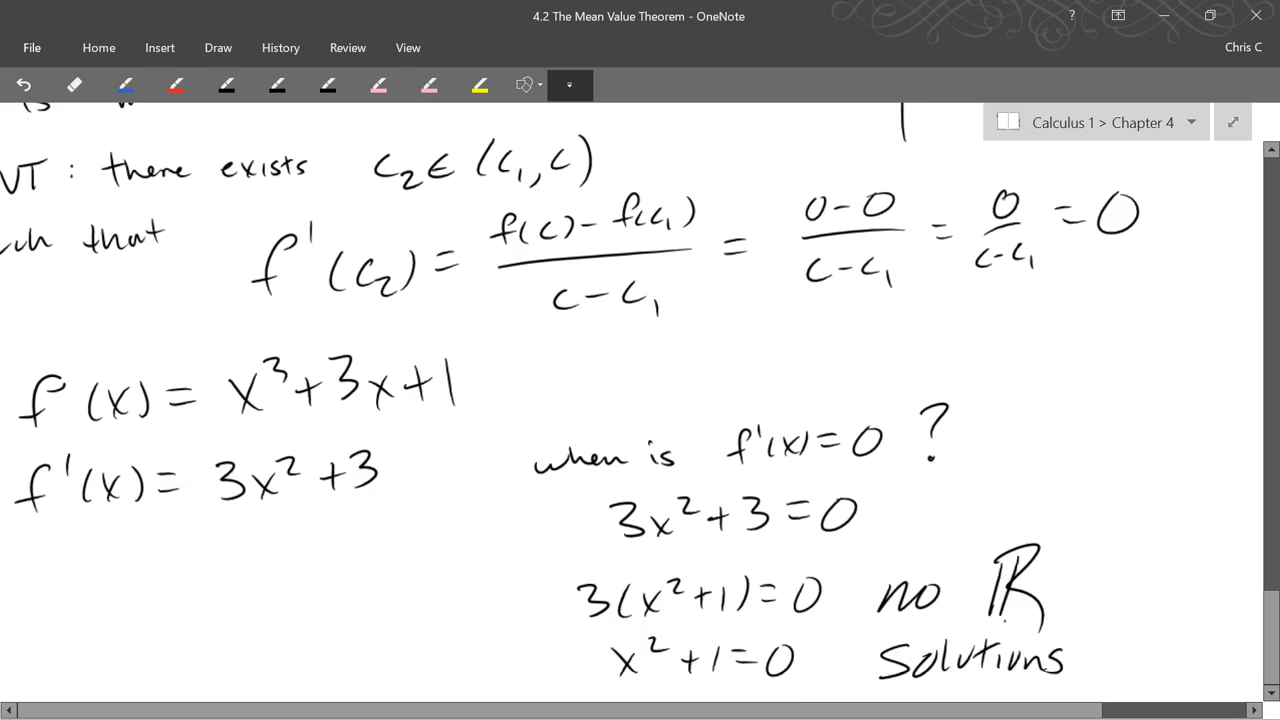 4.2 The Mean Value Theorem - OneNote
File Home Insert Draw History Review View Chris C
Calculus 1 > Chapter 4
VT : there exists c₂ ∈ (c₁, c)
such that f'(c₂) = f(c) - f(c₁) / c - c₁ = 0 - 0 / c - c₁ = 0 / c - c₁ = 0
f(x) = x³ + 3x + 1
f'(x) = 3x² + 3
when is f'(x) = 0 ?
3x² + 3 = 0
3(x² + 1) = 0 no ℝ
x² + 1 = 0 solutions